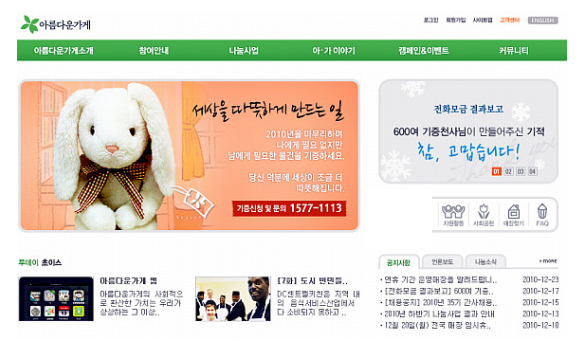 아름다운가게
로그인 회원가입 사이트맵 고객센터 ENGLISH
아름다운가게소개 참여안내 나눔사업 아·가 이야기 캠페인&이벤트 커뮤니티
세상을 따뜻하게 만드는 일
2010년을 마무리하며
나에게 필요 없지만
남에게 필요한 물건을 기증하세요.
당신 덕분에 세상이 조금 더
따뜻해집니다.
기증신청 및 문의 1577-1113
전화모금 결과보고
600여 기증천사님이 만들어주신 기적
참, 고맙습니다!
01 02 03 04
자원활동 사회공헌 매장찾기 FAQ
투데이 초이스
아름다운가게 앱
아름다운가게의 사회적으
로 환산한 가치는 우리가
상상하는 그 이상..
[7화] 도시 반딧불..
DC센트럴키친은 지역 내
의 음식서비스산업에서
다 소비되지 못하고 ..
공지사항 언론보도 나눔소식 + more
· 연휴 기간 운영매장을 알려드립니.. 2010-12-23
· [전화모금 결과보고] 600여 기증.. 2010-12-17
· [채용공지] 2010년 35기 간사채용.. 2010-12-15
· 2010년 하반기 나눔사업 결과 안내 2010-12-13
· 12월 20일(월) 전국 매장 임시휴.. 2010-12-10